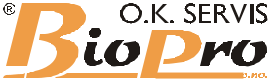 ® O.K. SERVIS
BioPro
s.r.o.